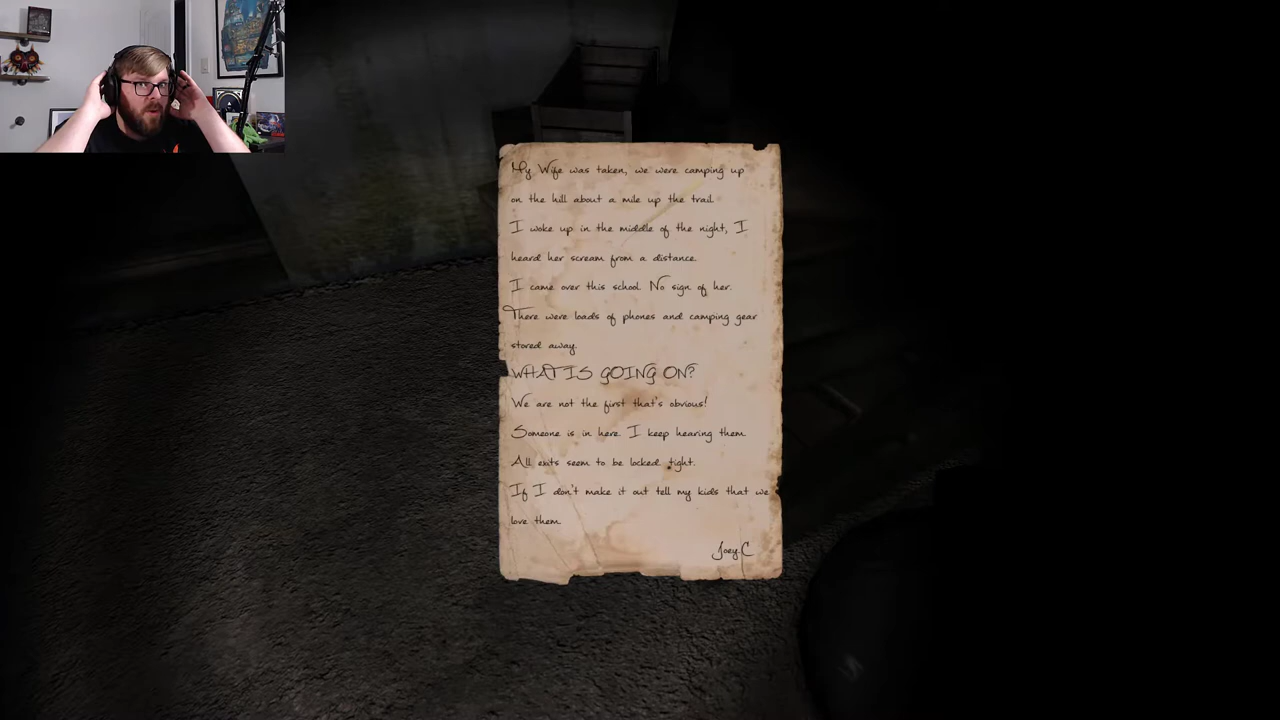 My Wife was taken, we were camping up
on the hill about a mile up the trail.
I woke up in the middle of the night, I
heard her scream from a distance.
I came over this school. No sign of her.
There were loads of phones and camping gear
stored away.
WHAT IS GOING ON?
We are not the first that's obvious!
Someone is in here. I keep hearing them.
All exits seem to be locked tight.
If I don't make it out tell my kids that we
love them.
Joey.C